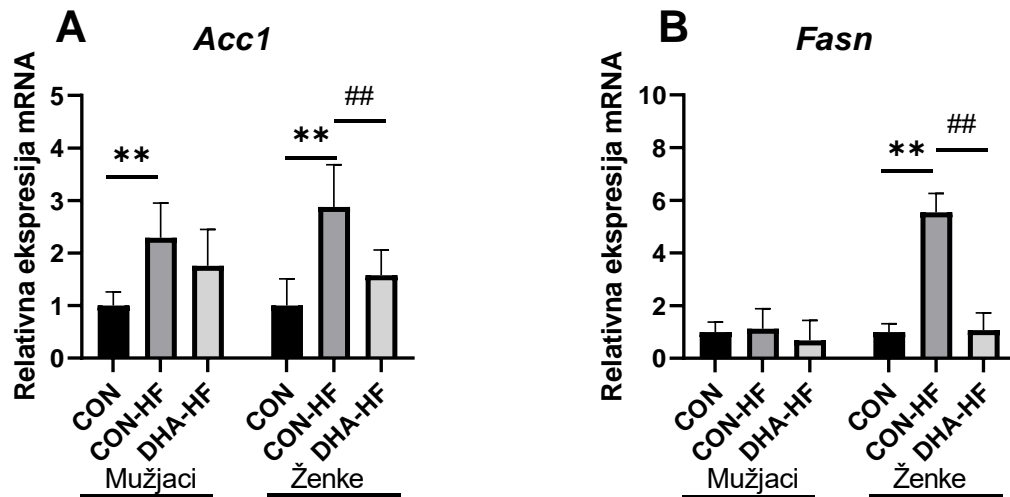 A
Acc1
Relativna ekspresija mRNA
5
4
3
2
1
0
**
**
##
CON
CON-HF
DHA-HF
CON
CON-HF
DHA-HF
Mužjaci
Ženke
B
Fasn
Relativna ekspresija mRNA
10
8
6
4
2
0
**
##
CON
CON-HF
DHA-HF
CON
CON-HF
DHA-HF
Mužjaci
Ženke